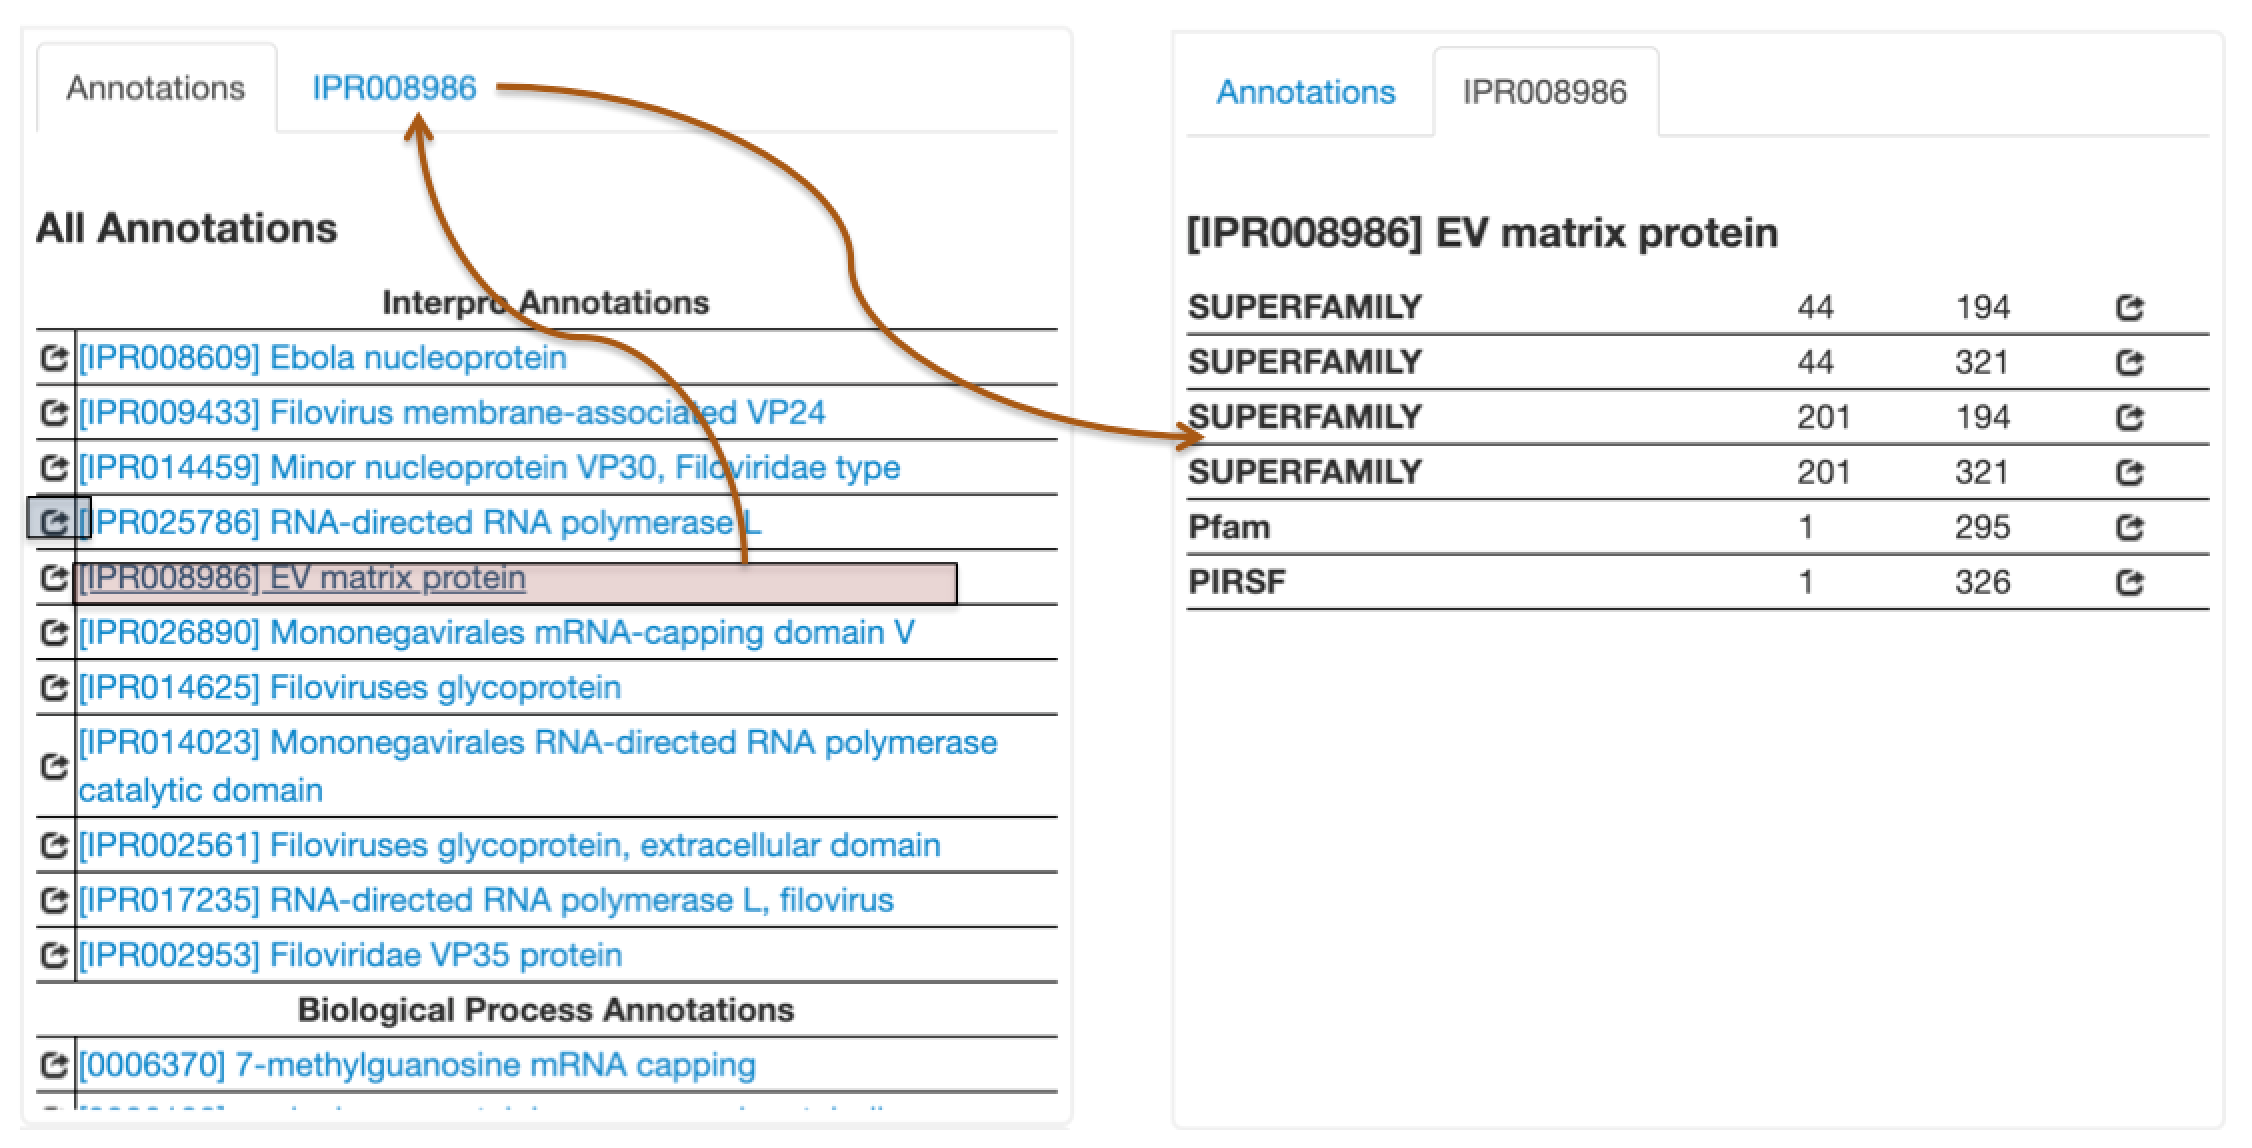 Annotations IPR008986
All Annotations
Interpro Annotations
[IPR008609] Ebola nucleoprotein
[IPR009433] Filovirus membrane-associated VP24
[IPR014459] Minor nucleoprotein VP30, Filoviridae type
[IPR025786] RNA-directed RNA polymerase L
[IPR008986] EV matrix protein
[IPR026890] Mononegavirales mRNA-capping domain V
[IPR014625] Filoviruses glycoprotein
[IPR014023] Mononegavirales RNA-directed RNA polymerase
catalytic domain
[IPR002561] Filoviruses glycoprotein, extracellular domain
[IPR017235] RNA-directed RNA polymerase L, filovirus
[IPR002953] Filoviridae VP35 protein
Biological Process Annotations
[0006370] 7-methylguanosine mRNA capping
Annotations IPR008986
[IPR008986] EV matrix protein
SUPERFAMILY 44 194
SUPERFAMILY 44 321
SUPERFAMILY 201 194
SUPERFAMILY 201 321
Pfam 1 295
PIRSF 1 326